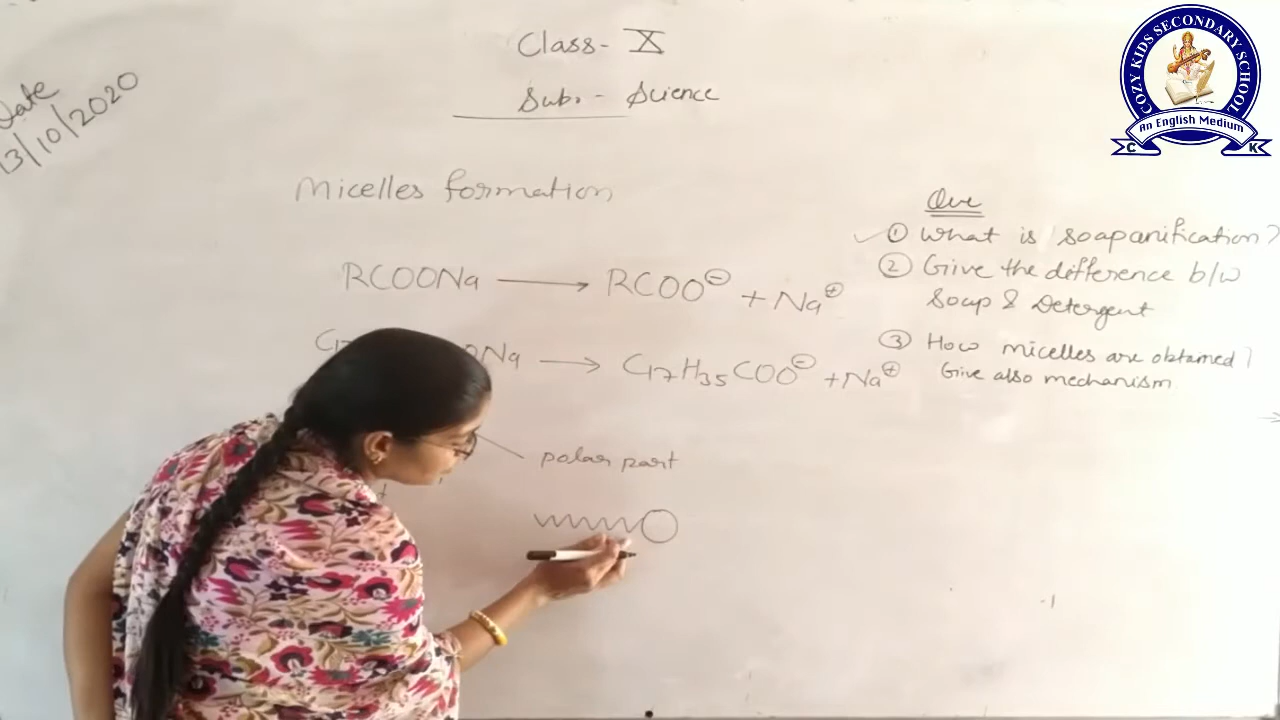 Date
13/10/2020
Class- X
Sub. - Science
Micelles formation
RCOONa ⟶ RCOO⊖ + Na⊕
C17 ONa ⟶ C17H35COO⊖ + Na⊕
polar part
Que
① What is soapanification?
② Give the difference b/w
Soap & Detergent
③ How micelles are obtained?
Give also mechanism
COZY KIDS SECONDARY SCHOOL
An English Medium
C K